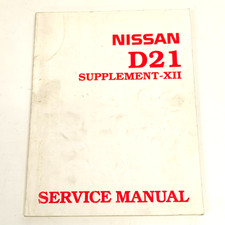 NISSAN
D21
SUPPLEMENT-XII
SERVICE MANUAL